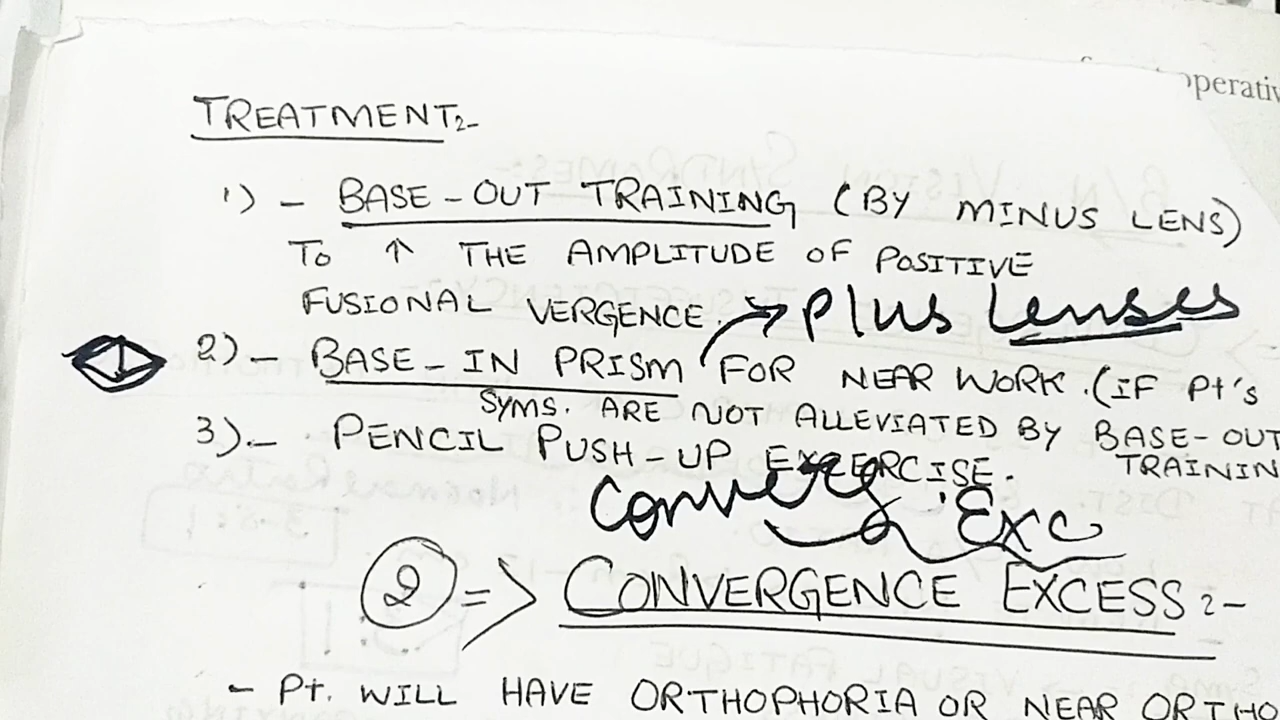 perativ
TREATMENT:-
1) - BASE-OUT TRAINING (BY MINUS LENS)
TO ↑ THE AMPLITUDE OF POSITIVE
FUSIONAL VERGENCE. → Plus Lenses
2) - BASE-IN PRISM FOR NEAR WORK. (IF Pt's
SYMS. ARE NOT ALLEVIATED BY BASE-OUT
TRAININ
3).- PENCIL PUSH-UP EXERCISE.
Converg Exc
2 => CONVERGENCE EXCESS:-
- Pt. WILL HAVE ORTHOPHORIA OR NEAR ORTHO